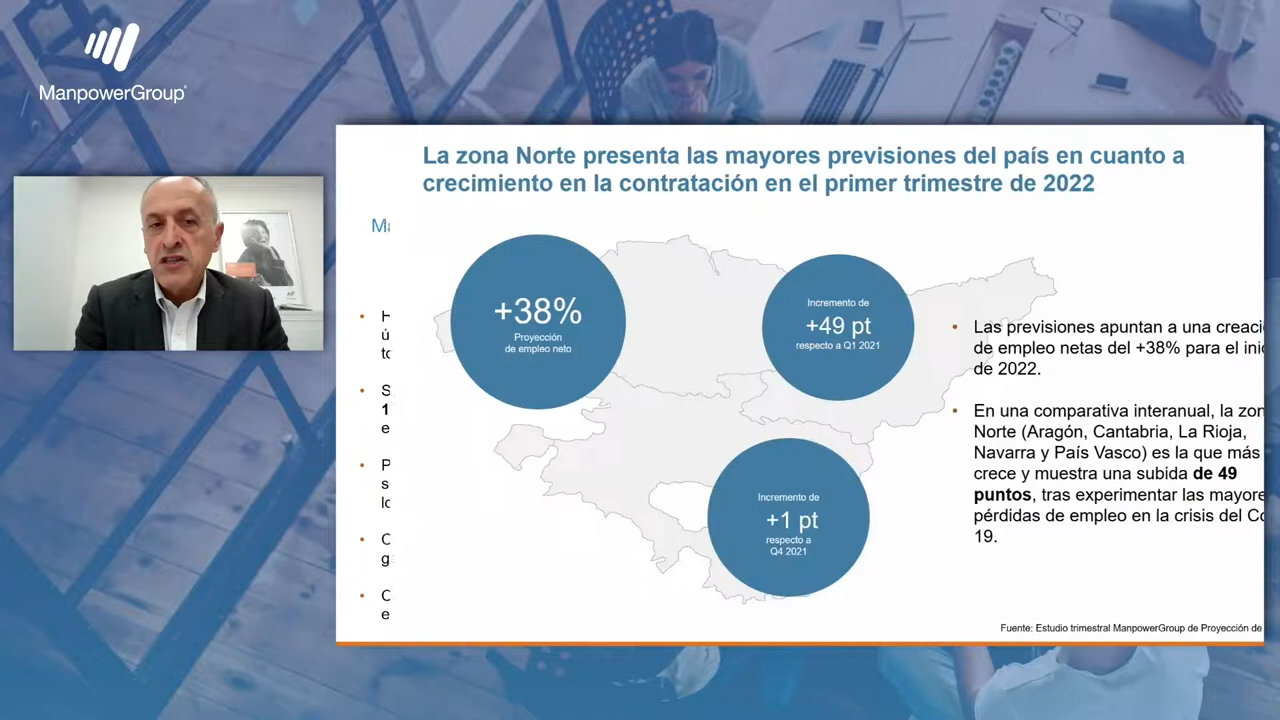 ManpowerGroup
La zona Norte presenta las mayores previsiones del país en cuanto a
crecimiento en la contratación en el primer trimestre de 2022
+38%
Proyección
de empleo neto
Incremento de
+49 pt
respecto a Q1 2021
Incremento de
+1 pt
respecto a
Q4 2021
• Las previsiones apuntan a una creaci
de empleo netas del +38% para el ini
de 2022.
• En una comparativa interanual, la zon
Norte (Aragón, Cantabria, La Rioja,
Navarra y País Vasco) es la que más
crece y muestra una subida de 49
puntos, tras experimentar las mayore
pérdidas de empleo en la crisis del Co
19.
Fuente: Estudio trimestral ManpowerGroup de Proyección de